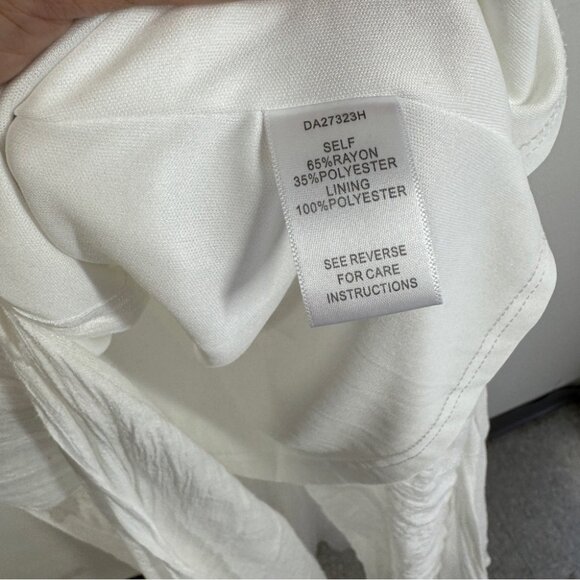 DA27323H
SELF
65%RAYON
35%POLYESTER
LINING
100%POLYESTER
SEE REVERSE
FOR CARE
INSTRUCTIONS